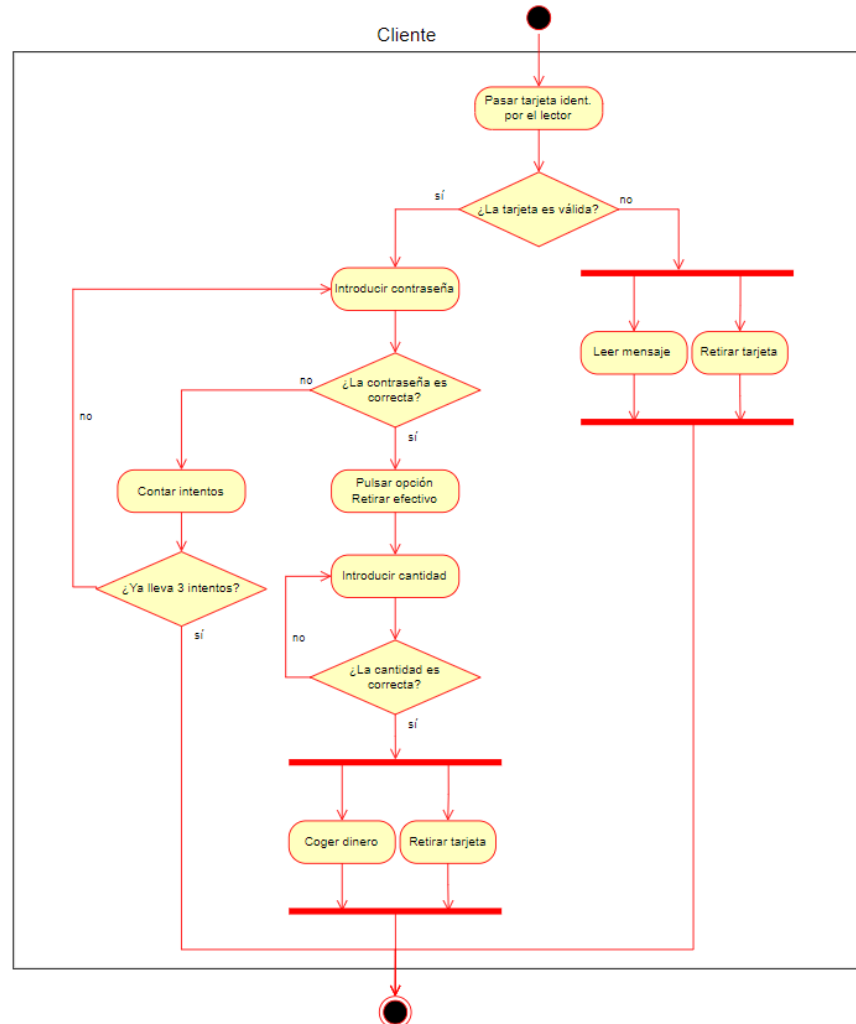 Cliente
Pasar tarjeta ident.
por el lector
¿La tarjeta es válida?
sí
no
Introducir contraseña
Leer mensaje
Retirar tarjeta
¿La contraseña es
correcta?
no
sí
no
Contar intentos
Pulsar opción
Retirar efectivo
¿Ya lleva 3 intentos?
sí
Introducir cantidad
no
¿La cantidad es
correcta?
sí
Coger dinero
Retirar tarjeta